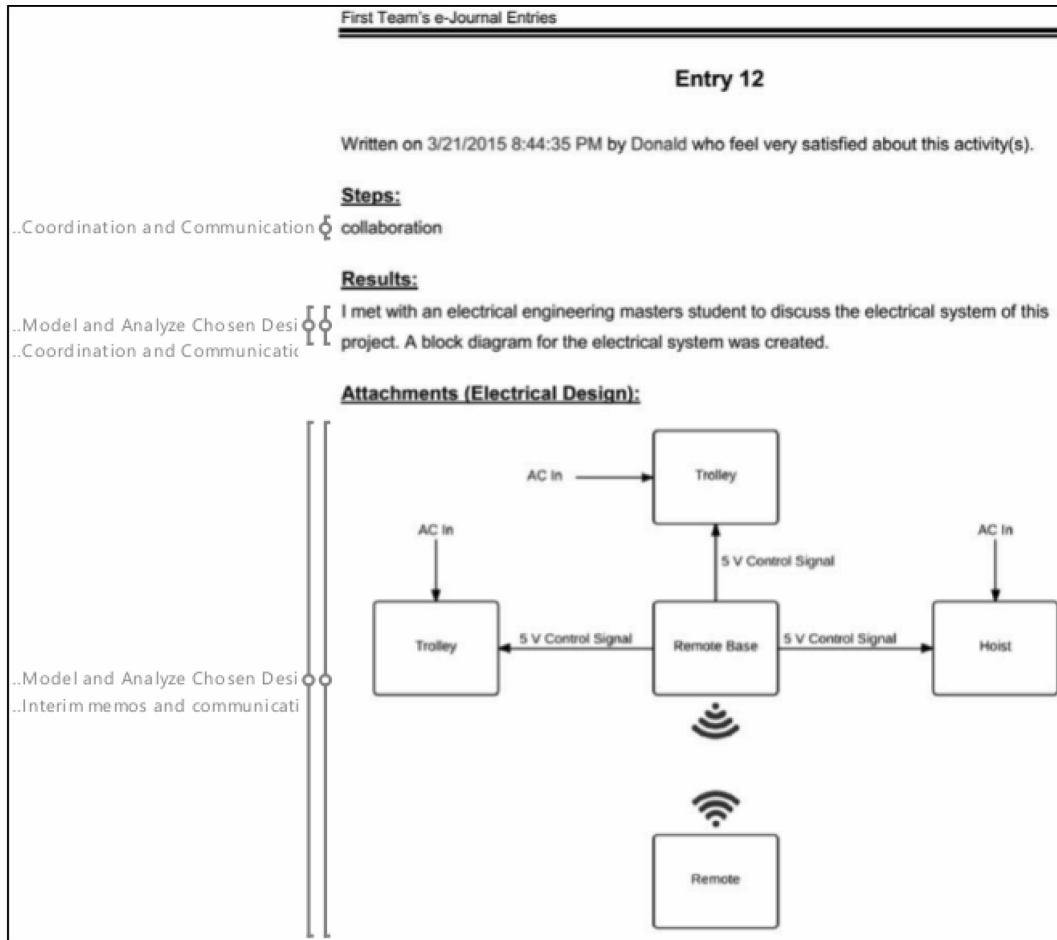 First Team's e-Journal Entries
Entry 12
Written on 3/21/2015 8:44:35 PM by Donald who feel very satisfied about this activity(s).
Steps:
..Coordination and Communication
collaboration
Results:
I met with an electrical engineering masters student to discuss the electrical system of this
..Model and Analyze Chosen Desi
project. A block diagram for the electrical system was created.
..Coordination and Communicatic
Attachments (Electrical Design):
AC In
Trolley
AC In
AC In
5 V Control Signal
Trolley
5 V Control Signal
Remote Base
5 V Control Signal
Hoist
..Model and Analyze Chosen Desi
..Interim memos and communicati
Remote